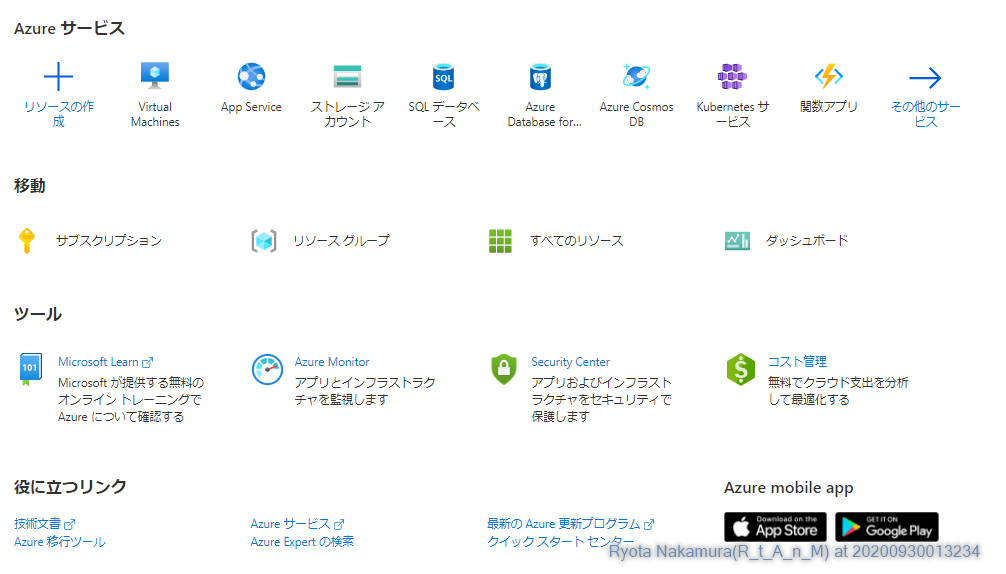 Azure サービス
リソースの作
成
Virtual
Machines
App Service
ストレージ ア
カウント
SQL データベ
ース
Azure
Database for...
Azure Cosmos
DB
Kubernetes サ
ービス
関数アプリ
その他のサー
ビス
SQL
移動
サブスクリプション
リソース グループ
すべてのリソース
ダッシュボード
ツール
101
Microsoft Learn
Microsoft が提供する無料の
オンライン トレーニングで
Azure について確認する
Azure Monitor
アプリとインフラストラク
チャを監視します
Security Center
アプリおよびインフラスト
ラクチャをセキュリティで
保護します
$
コスト管理
無料でクラウド支出を分析
して最適化する
役に立つリンク
技術文書
Azure サービス
最新の Azure 更新プログラム
Azure 移行ツール
Azure Expert の検索
クイック スタート センター
Azure mobile app
Download on the
App Store
GET IT ON
Google Play
Ryota Nakamura(R_t_A_n_M) at 20200930013234